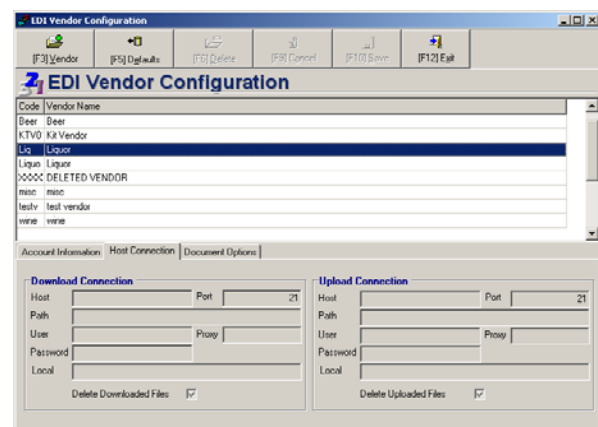 EDI Vendor Configuration
[F3] Vendor [F5] Defaults [F6] Delete [F9] Cancel [F10] Save [F12] Exit
EDI Vendor Configuration
Code Vendor Name
Beer Beer
KTV0 Kit Vendor
Liq Liquor
Liquo Liquor
XXXX DELETED VENDOR
misc misc
testv test vendor
wine wine
Account Information Host Connection Document Options
Download Connection
Host Port 21
Path
User Proxy
Password
Local
Delete Downloaded Files
Upload Connection
Host Port 21
Path
User Proxy
Password
Local
Delete Uploaded Files